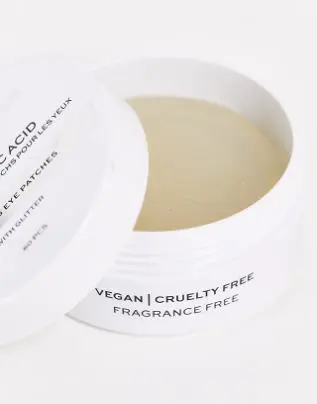 C ACID
CHS POUR LES YEUX
EYE PATCHES
WITH GLITTER
60 PCS
VEGAN | CRUELTY FREE
FRAGRANCE FREE